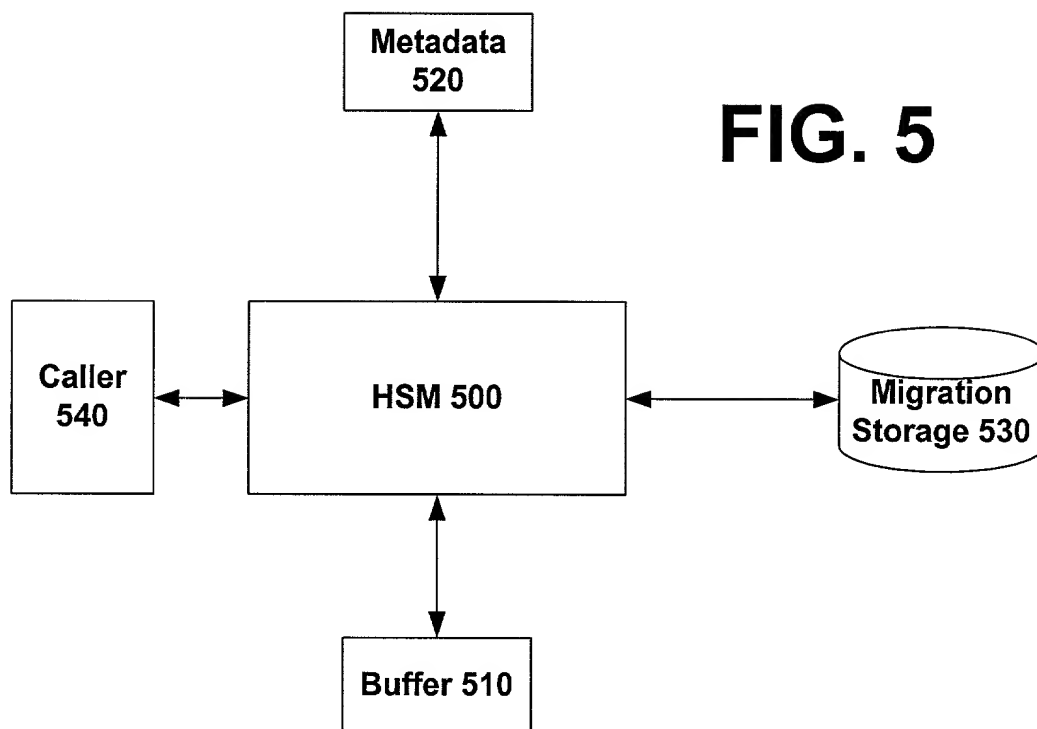 Metadata
520
FIG. 5
Caller
540
HSM 500
Migration
Storage 530
Buffer 510